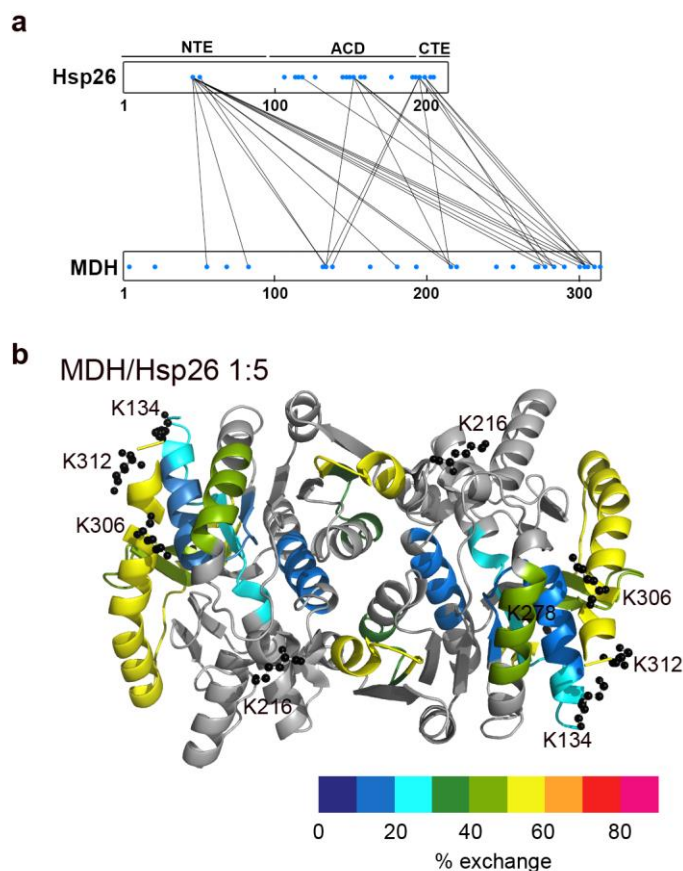 a
NTE ACD CTE
Hsp26
1 100 200
MDH
1 100 200 300
b
MDH/Hsp26 1:5
K134
K216
K312
K306
K278
K306
K312
K216
K134
0 20 40 60 80
% exchange